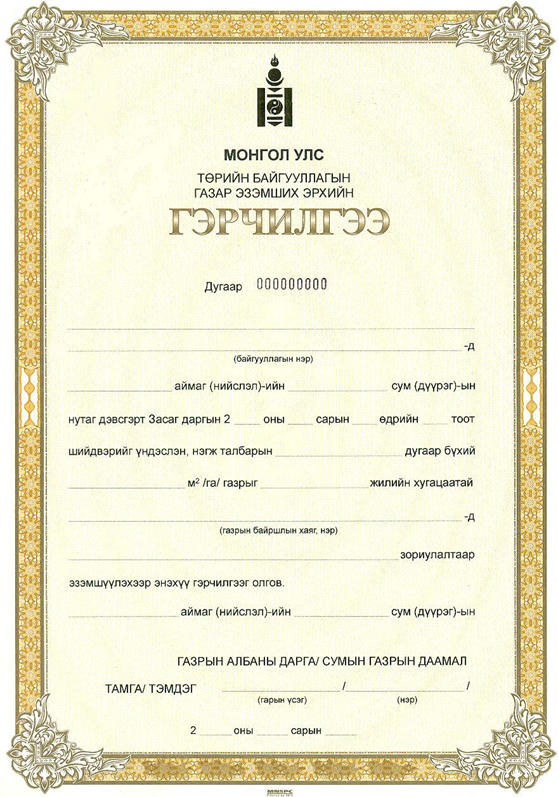 МОНГОЛ УЛС
ТӨРИЙН БАЙГУУЛЛАГЫН
ГАЗАР ЭЗЭМШИХ ЭРХИЙН
ГЭРЧИЛГЭЭ
Дугаар 000000000
-д
(байгууллагын нэр)
аймаг (нийслэл)-ийн сум (дүүрэг)-ын
нутаг дэвсгэрт Засаг даргын 2 оны сарын өдрийн тоот
шийдвэрийг үндэслэн, нэгж талбарын дугаар бүхий
м² /га/ газрыг жилийн хугацаатай
-д
(газрын байршлын хаяг, нэр)
зориулалтаар
эзэмшүүлэхээр энэхүү гэрчилгээг олгов.
аймаг (нийслэл)-ийн сум (дүүрэг)-ын
ГАЗРЫН АЛБАНЫ ДАРГА/ СУМЫН ГАЗРЫН ДААМАЛ
ТАМГА/ ТЭМДЭГ / /
(гарын үсэг) (нэр)
2 оны сарын